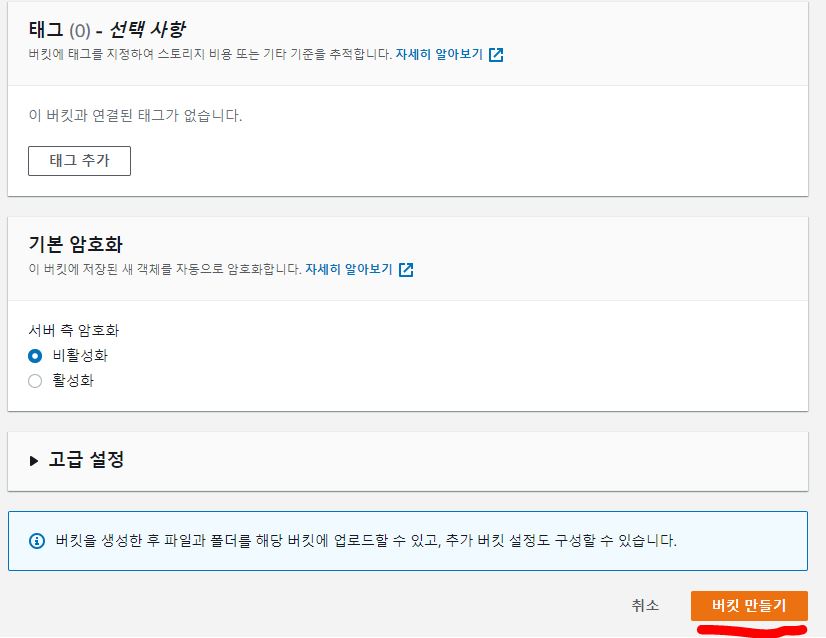 태그 (0) - 선택 사항
버킷에 태그를 지정하여 스토리지 비용 또는 기타 기준을 추적합니다. 자세히 알아보기
이 버킷과 연결된 태그가 없습니다.
태그 추가
기본 암호화
이 버킷에 저장된 새 객체를 자동으로 암호화합니다. 자세히 알아보기
서버 측 암호화
비활성화
활성화
고급 설정
버킷을 생성한 후 파일과 폴더를 해당 버킷에 업로드할 수 있고, 추가 버킷 설정도 구성할 수 있습니다.
취소 버킷 만들기